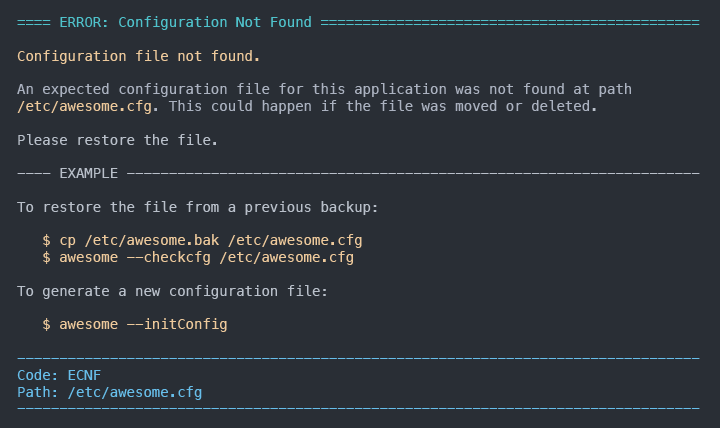 ==== ERROR: Configuration Not Found =============================================
Configuration file not found.
An expected configuration file for this application was not found at path
/etc/awesome.cfg. This could happen if the file was moved or deleted.
Please restore the file.
―――― EXAMPLE ――――――――――――――――――――――――――――――――――――――――――――――――――――――――――――――――――――
To restore the file from a previous backup:
$ cp /etc/awesome.bak /etc/awesome.cfg
$ awesome --checkcfg /etc/awesome.cfg
To generate a new configuration file:
$ awesome --initConfig
―――――――――――――――――――――――――――――――――――――――――――――――――――――――――――――――――――――――――――――――――
Code: ECNF
Path: /etc/awesome.cfg
―――――――――――――――――――――――――――――――――――――――――――――――――――――――――――――――――――――――――――――――――